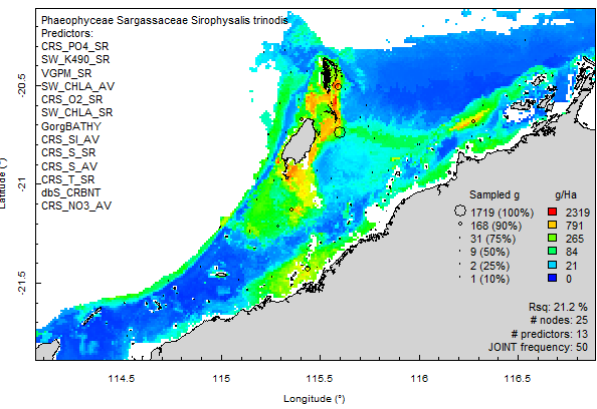 Phaeophyceae Sargassaceae Sirophysalis trinodis
Predictors:
CRS_PO4_SR
SW_K490_SR
VGPM_SR
SW_CHLA_AV
CRS_O2_SR
SW_CHLA_SR
GorgBATHY
CRS_SI_AV
CRS_S_SR
CRS_S_AV
CRS_T_SR
dbS_CRBNT
CRS_NO3_AV
-20.5
-21
-21.5
Latitude (°)
Sampled g g/Ha
1719 (100%) 2319
168 (90%) 791
31 (75%) 265
9 (50%) 84
2 (25%) 21
1 (10%) 0
Rsq: 21.2 %
# nodes: 25
# predictors: 13
JOINT frequency: 50
114.5 115 115.5 116 116.5
Longitude (°)